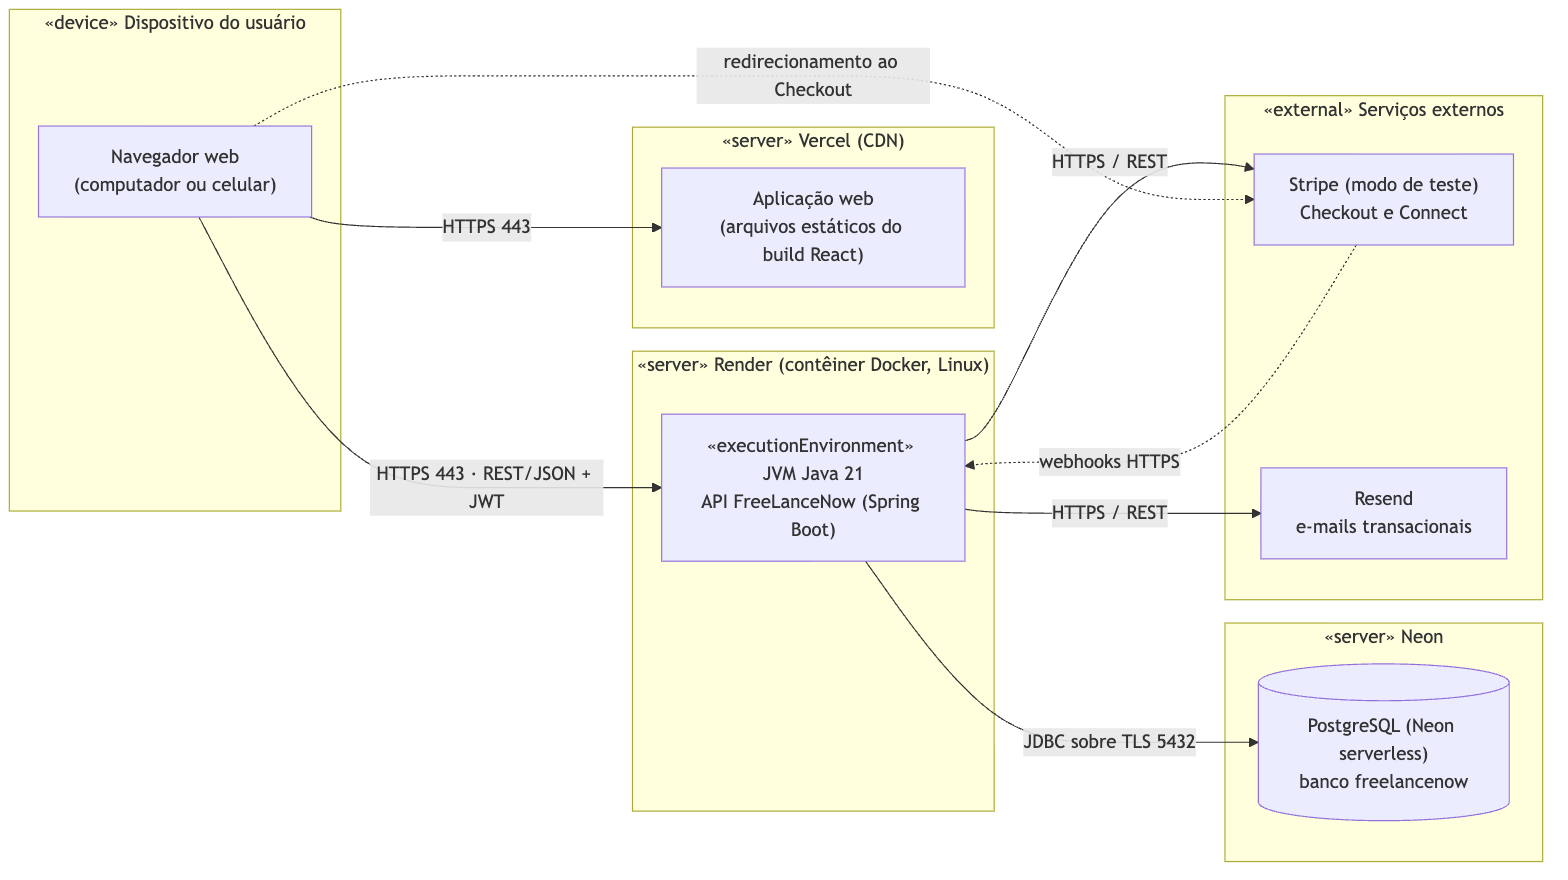 «device» Dispositivo do usuário
Navegador web
(computador ou celular)
redirecionamento ao
Checkout
HTTPS 443
HTTPS 443 · REST/JSON +
JWT
«server» Vercel (CDN)
Aplicação web
(arquivos estáticos do
build React)
«server» Render (contêiner Docker, Linux)
«executionEnvironment»
JVM Java 21
API FreeLanceNow (Spring
Boot)
HTTPS / REST
webhooks HTTPS
HTTPS / REST
JDBC sobre TLS 5432
«external» Serviços externos
Stripe (modo de teste)
Checkout e Connect
Resend
e-mails transacionais
«server» Neon
PostgreSQL (Neon
serverless)
banco freelancenow